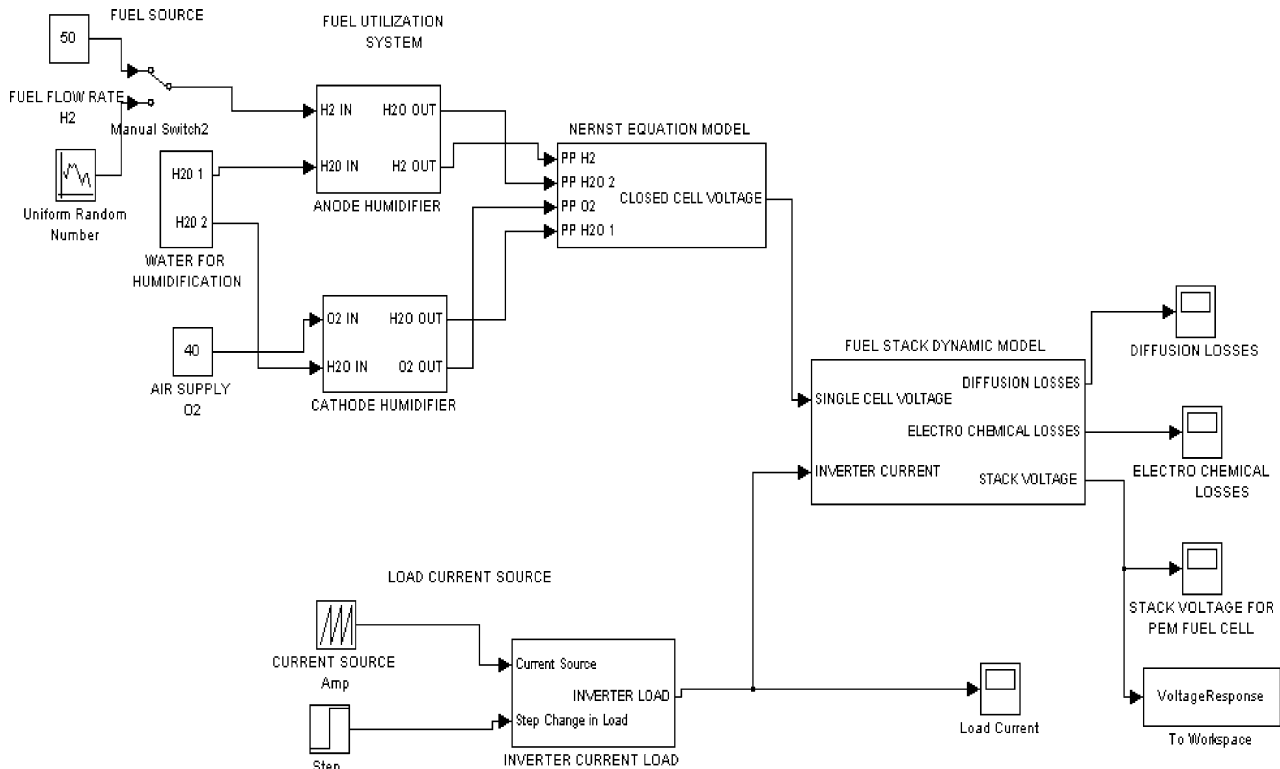 FUEL SOURCE
50
FUEL FLOW RATE
H2
Manual Switch2
Uniform Random
Number
H2O 1
H2O 2
WATER FOR
HUMIDIFICATION
40
AIR SUPPLY
O2
FUEL UTILIZATION
SYSTEM
H2 IN
H2O OUT
H2O IN
H2 OUT
ANODE HUMIDIFIER
O2 IN
H2O OUT
H2O IN
O2 OUT
CATHODE HUMIDIFIER
NERNST EQUATION MODEL
PP H2
PP H2O 2
CLOSED CELL VOLTAGE
PP O2
PP H2O 1
FUEL STACK DYNAMIC MODEL
DIFFUSION LOSSES
SINGLE CELL VOLTAGE
ELECTRO CHEMICAL LOSSES
INVERTER CURRENT
STACK VOLTAGE
DIFFUSION LOSSES
ELECTRO CHEMICAL
LOSSES
STACK VOLTAGE FOR
PEM FUEL CELL
VoltageResponse
To Workspace
LOAD CURRENT SOURCE
CURRENT SOURCE
Amp
Step
Current Source
INVERTER LOAD
Step Change in Load
INVERTER CURRENT LOAD
Load Current